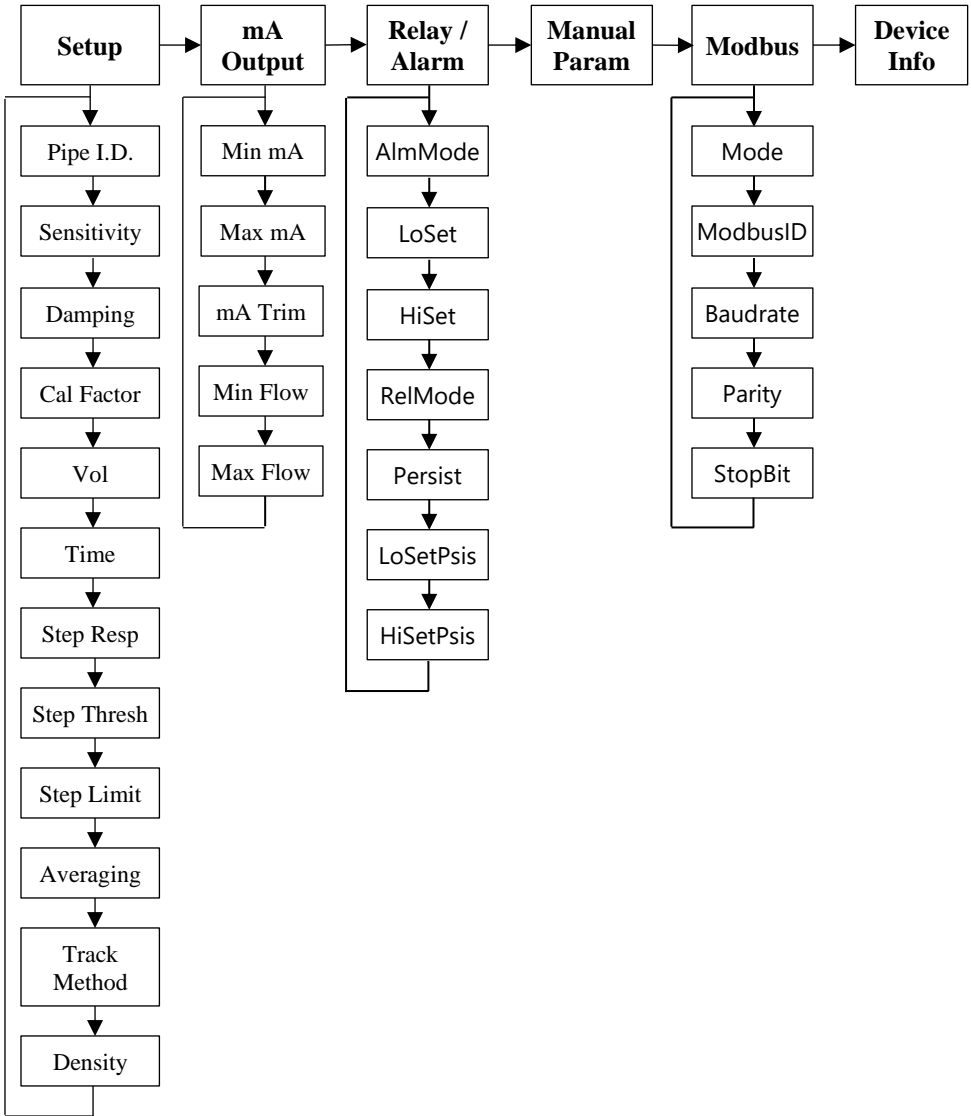 Setup
mA
Output
Relay /
Alarm
Manual
Param
Modbus
Device
Info
Pipe I.D.
Sensitivity
Damping
Cal Factor
Vol
Time
Step Resp
Step Thresh
Step Limit
Averaging
Track
Method
Density
Min mA
Max mA
mA Trim
Min Flow
Max Flow
AlmMode
LoSet
HiSet
RelMode
Persist
LoSetPsis
HiSetPsis
Mode
ModbusID
Baudrate
Parity
StopBit